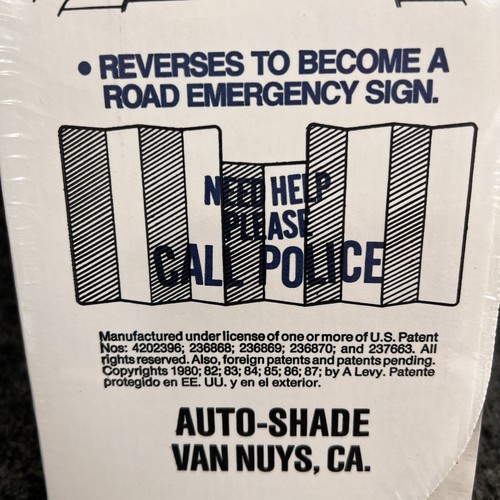 • REVERSES TO BECOME A
ROAD EMERGENCY SIGN.
NEED HELP
PLEASE
CALL POLICE
Manufactured under license of one or more of U.S. Patent
Nos: 4202396; 236868; 236869; 236870; and 237663. All
rights reserved. Also, foreign patents and patents pending.
Copyrights 1980; 82; 83; 84; 85; 86; 87; by A Levy. Patente
protegido en EE. UU. y en el exterior.
AUTO-SHADE
VAN NUYS, CA.